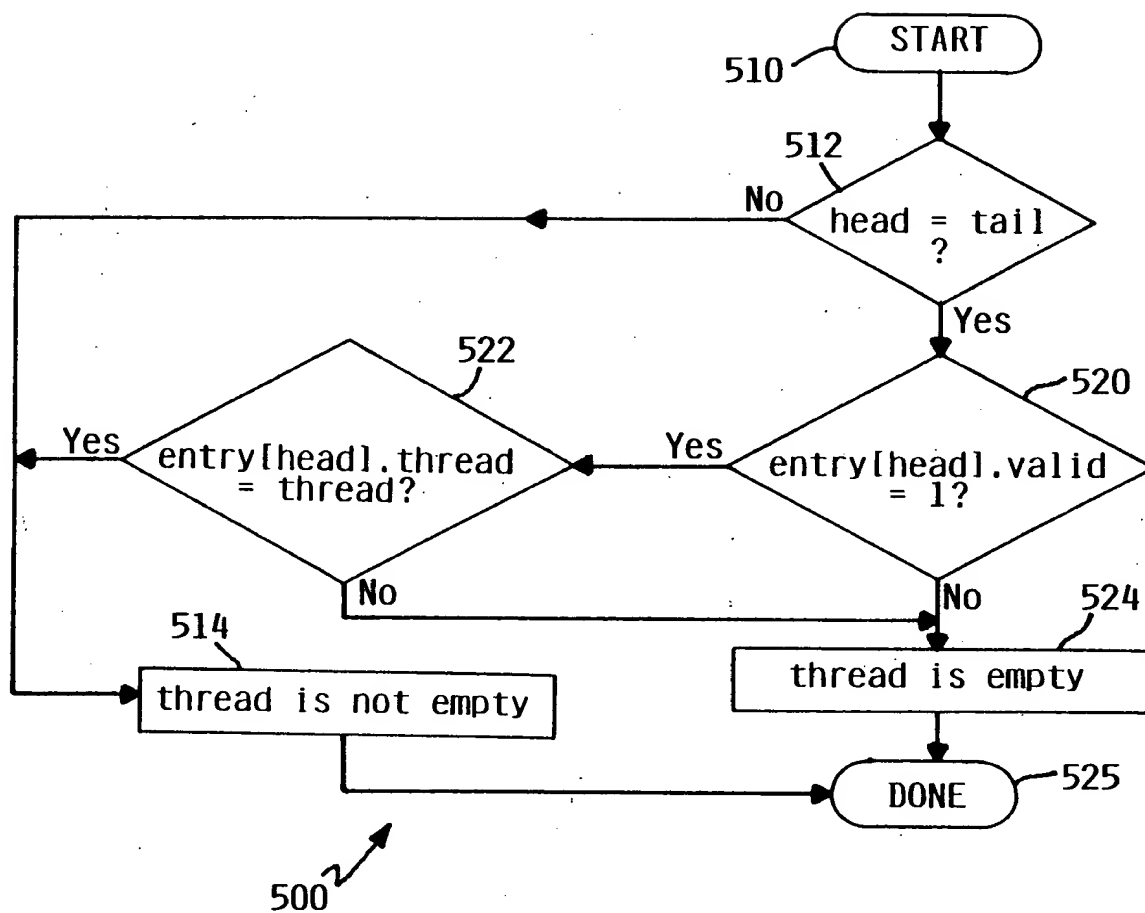 START
510
512
No
head = tail
?
Yes
522
520
Yes
entry[head].thread
= thread?
Yes
entry[head].valid
= 1?
No
No
514
524
thread is not empty
thread is empty
DONE
525
500